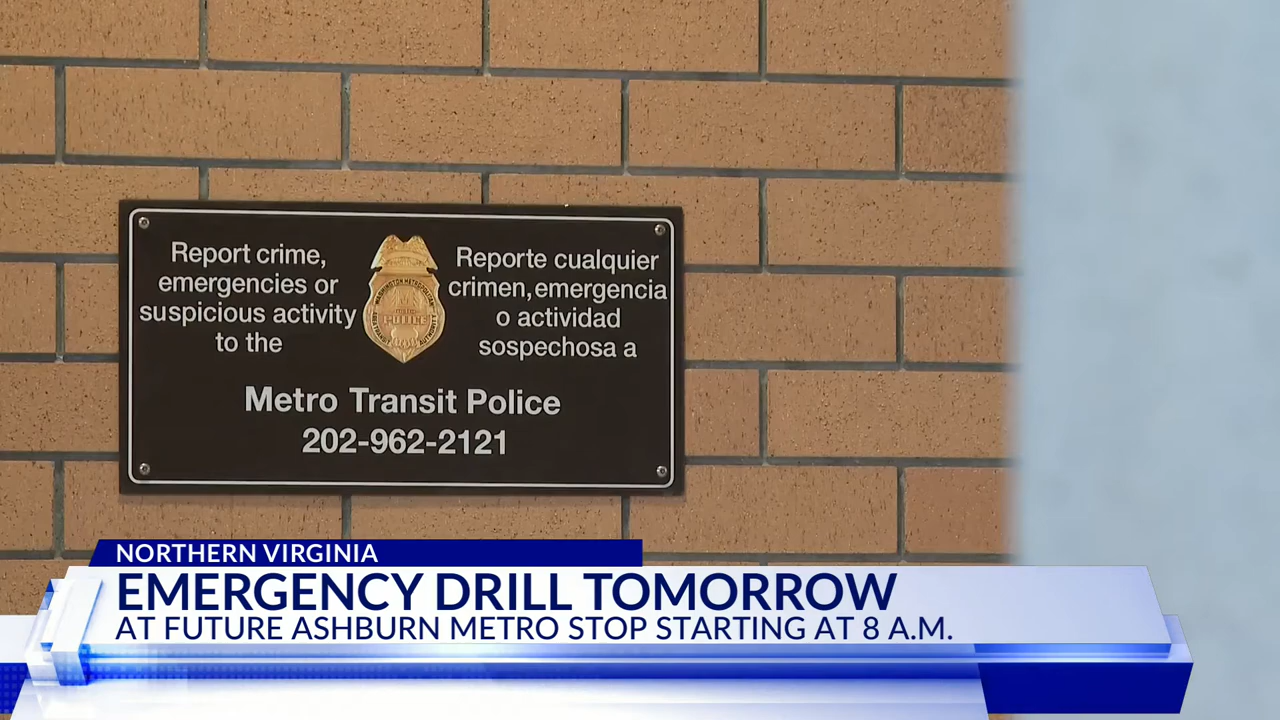 Report crime,
emergencies or
suspicious activity
to the
Reporte cualquier
crimen, emergencia
o actividad
sospechosa a
POLICE
Metro Transit Police
202-962-2121
NORTHERN VIRGINIA
EMERGENCY DRILL TOMORROW
AT FUTURE ASHBURN METRO STOP STARTING AT 8 A.M.